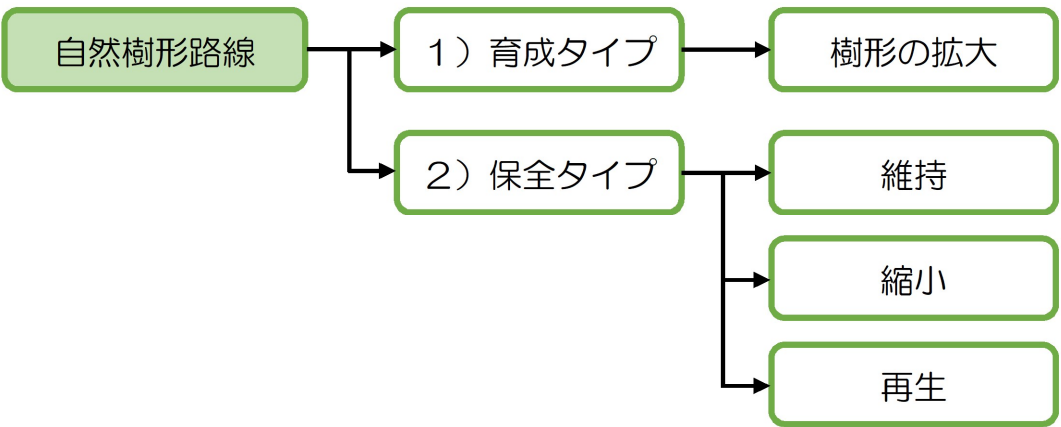 自然樹形路線
１）育成タイプ
樹形の拡大
２）保全タイプ
維持
縮小
再生